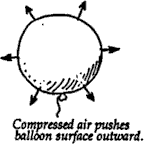 Compressed air pushes
balloon surface outward.